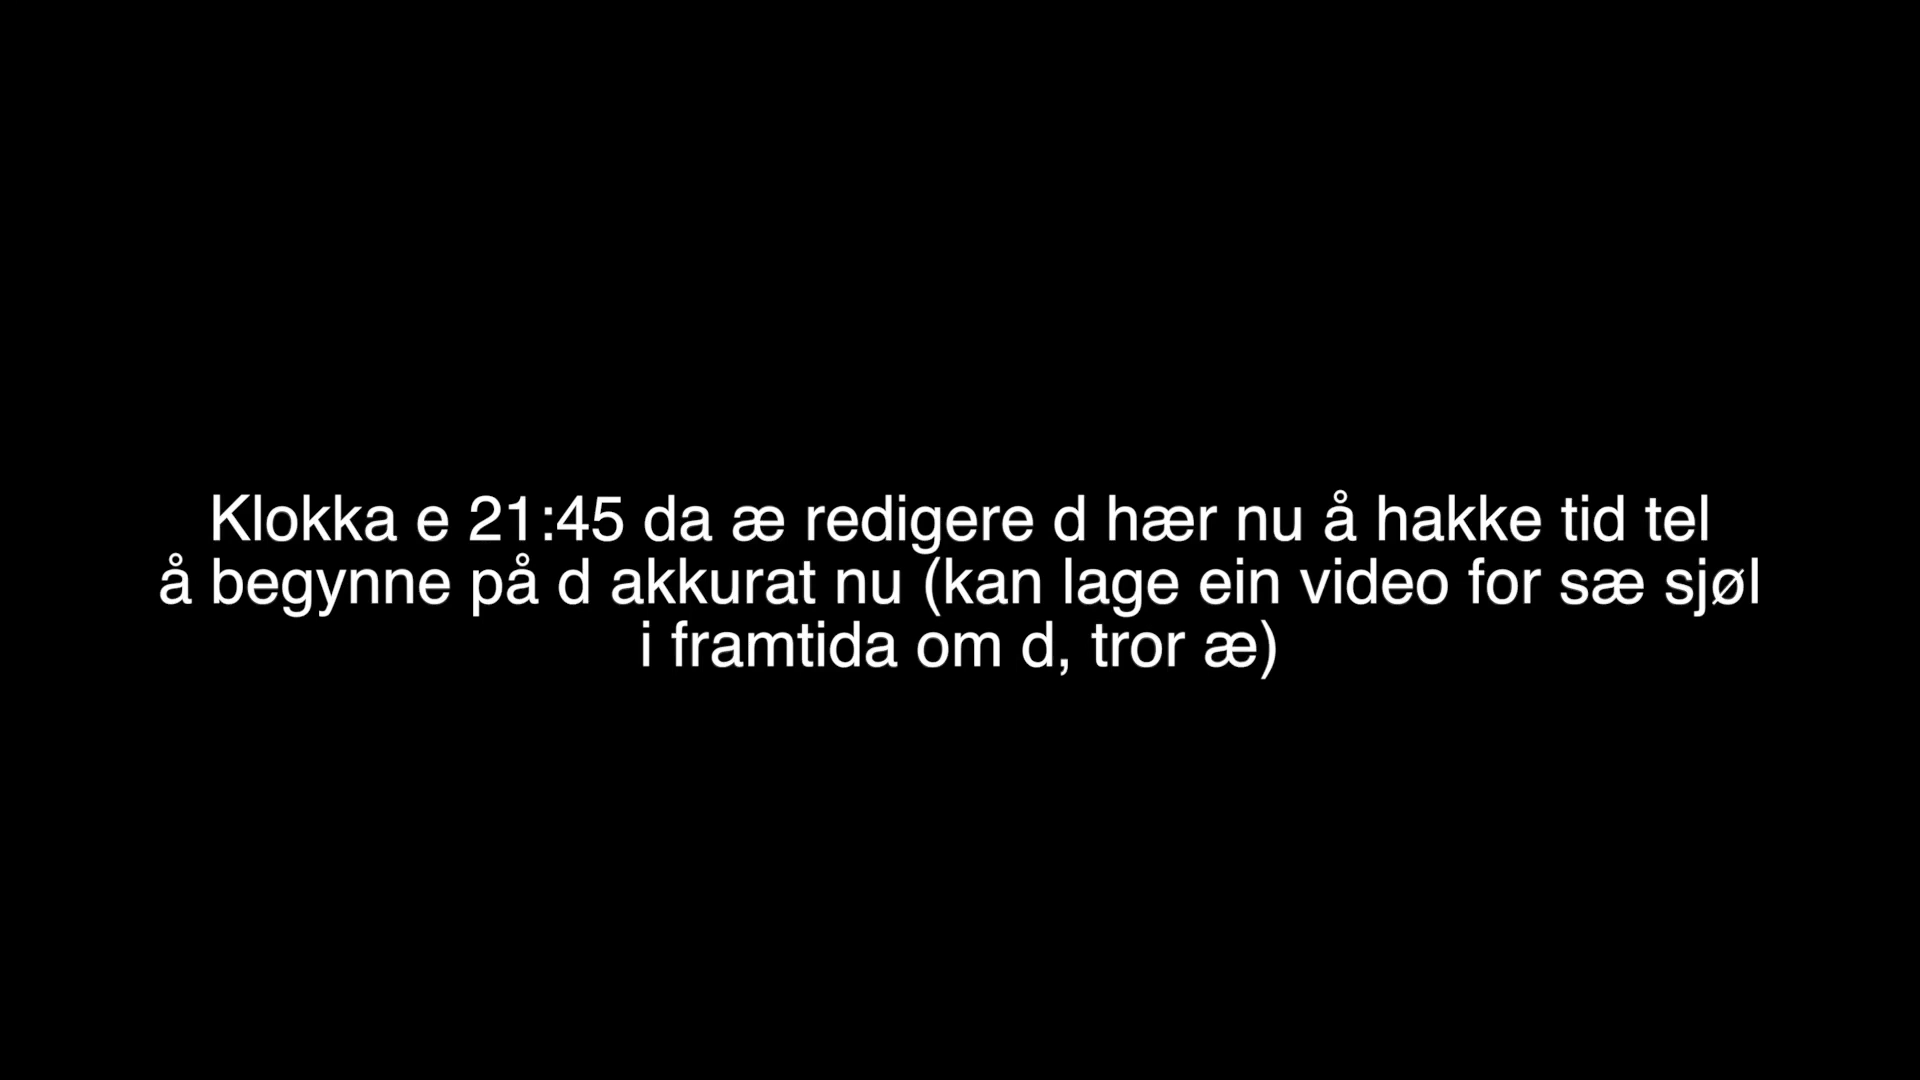 Klokka e 21:45 da æ redigere d hær nu å hakke tid tel
å begynne på d akkurat nu (kan lage ein video for sæ sjøl
i framtida om d, tror æ)